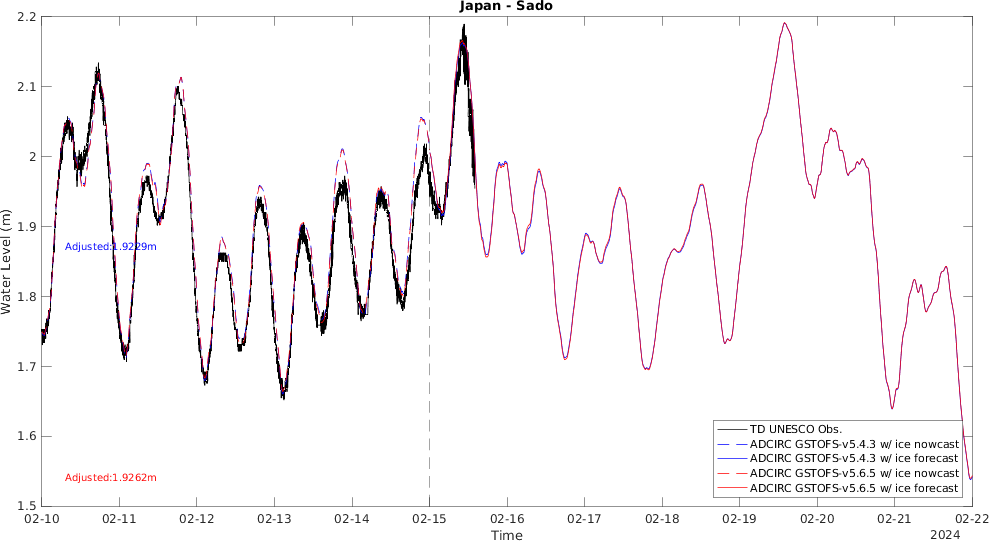 Japan - Sado
2.2
2.1
2
1.9
1.8
1.7
1.6
1.5
Water Level (m)
Adjusted:1.9229m
Adjusted:1.9262m
TD UNESCO Obs.
ADCIRC GSTOFS-v5.4.3 w/ ice nowcast
ADCIRC GSTOFS-v5.4.3 w/ ice forecast
ADCIRC GSTOFS-v5.6.5 w/ ice nowcast
ADCIRC GSTOFS-v5.6.5 w/ ice forecast
02-10 02-11 02-12 02-13 02-14 02-15 02-16 02-17 02-18 02-19 02-20 02-21 02-22
Time
2024